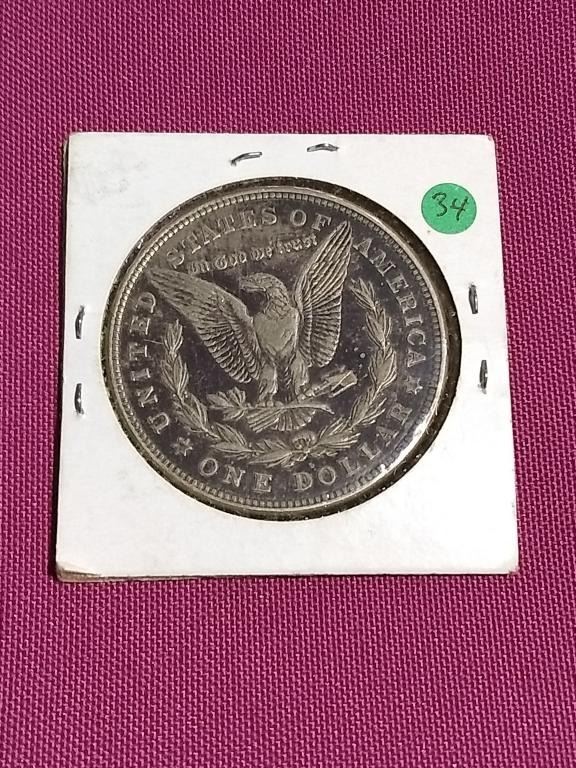 34
UNITED STATES OF AMERICA
In God we trust
★ ONE DOLLAR ★